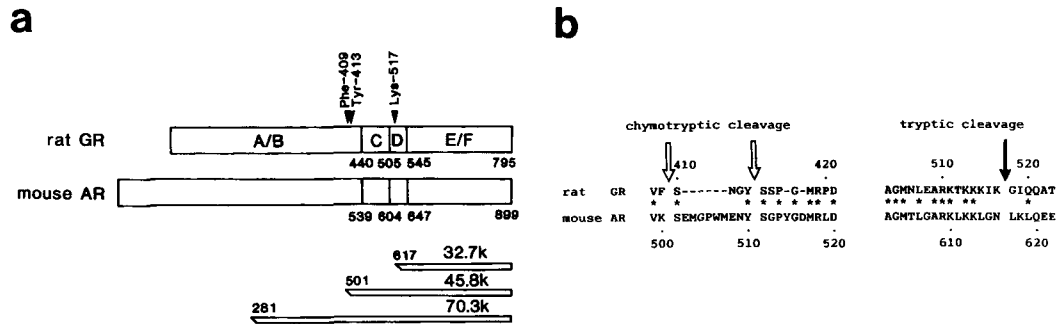 a
Phe-409
Tyr-413
Lys-517
rat GR
A/B
C
D
E/F
440 505 545 795
mouse AR
539 604 647 899
617 32.7k
501 45.8k
281 70.3k
b
chymotryptic cleavage
tryptic cleavage
410 420
510 520
rat GR VF S------NGY SSP-G-MRPD
AGMNLEARKTKKKIK GIQQAT
* * * * * * * ** *
*** * **** ** *
mouse AR VK SEMGPWMENY SGPYGDMRLD
AGMTLGARKLKKLGN LKLQEE
500 510 520
610 620